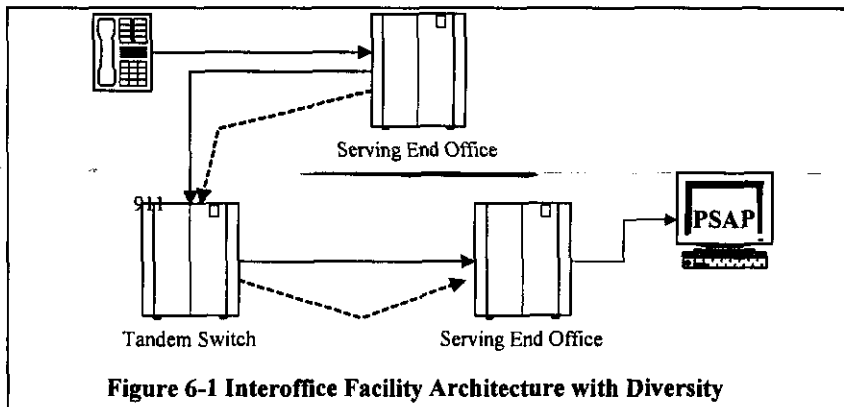 Serving End Office
911
PSAP
Tandem Switch
Serving End Office
Figure 6-1 Interoffice Facility Architecture with Diversity